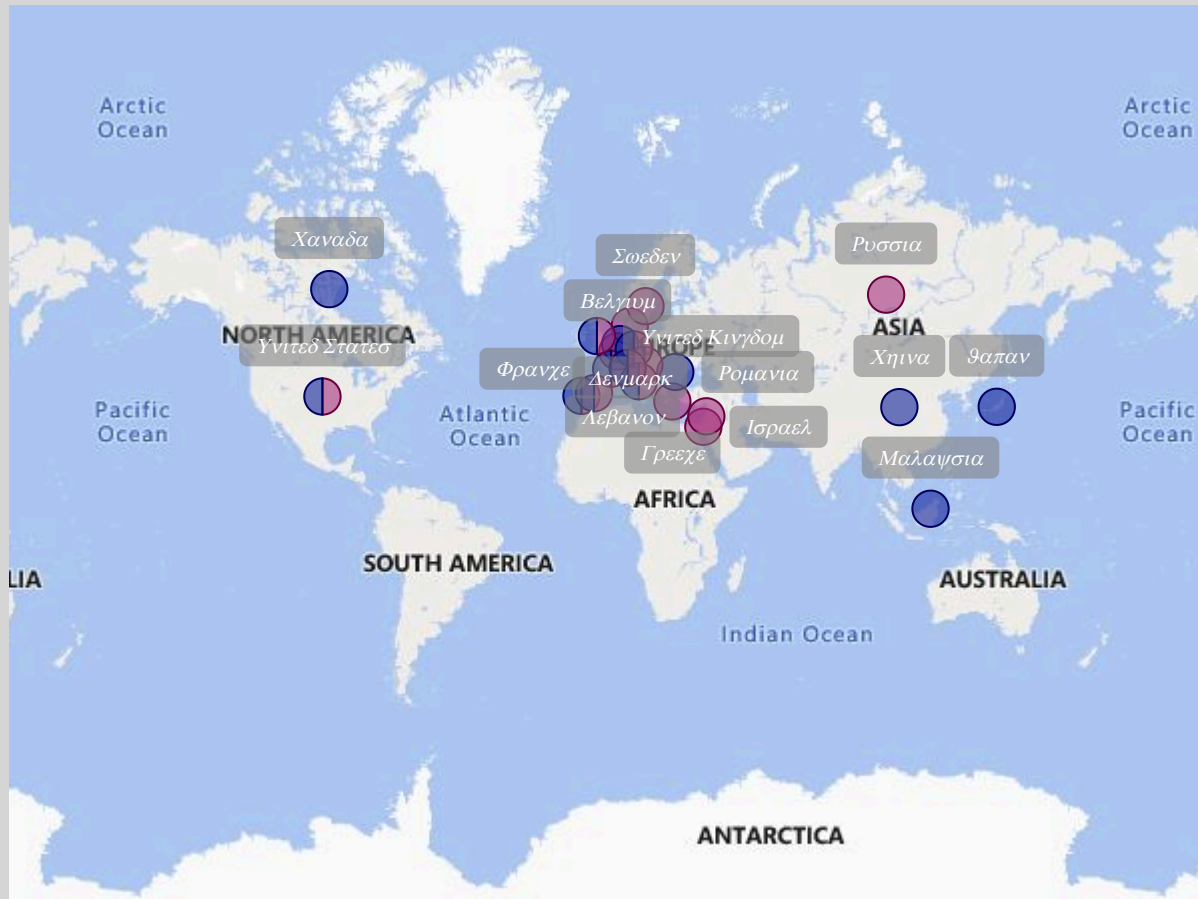 Arctic
Ocean
Arctic
Ocean
Χαναδα
Ρυσσια
Σωεδεν
Βελγιυμ
NORTH AMERICA
Υνιτεδ Στατεσ
ASIA
Υνιτεδ Κινγδομ
Χηινα
ϑαπαν
Φρανχε
Δενμαρκ
Ρομανια
Pacific
Ocean
Atlantic
Ocean
Λεβανον
Ισραελ
Pacific
Ocean
Γρεεχε
Μαλαψσια
AFRICA
SOUTH AMERICA
LIA
AUSTRALIA
Indian Ocean
ANTARCTICA